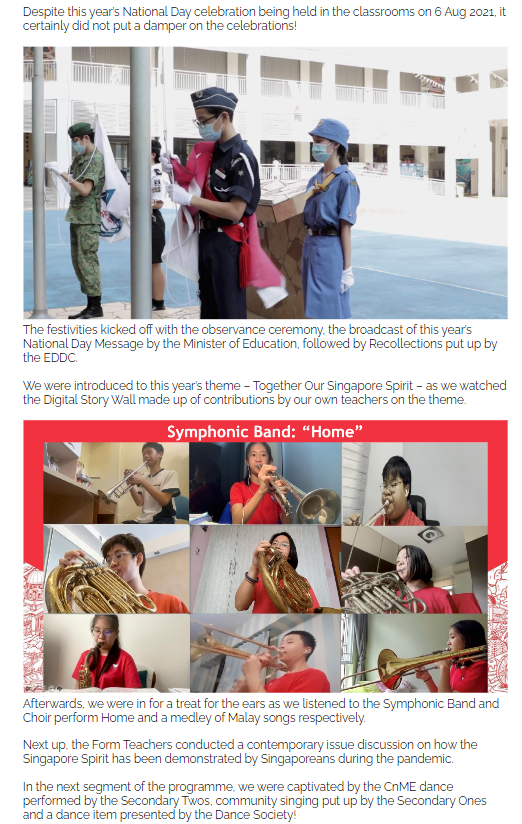 Despite this year's National Day celebration being held in the classrooms on 6 Aug 2021, it
certainly did not put a damper on the celebrations!
The festivities kicked off with the observance ceremony, the broadcast of this year's
National Day Message by the Minister of Education, followed by Recollections put up by
the EDDC.
We were introduced to this year's theme – Together Our Singapore Spirit – as we watched
the Digital Story Wall made up of contributions by our own teachers on the theme.
Symphonic Band: “Home”
Afterwards, we were in for a treat for the ears as we listened to the Symphonic Band and
Choir perform Home and a medley of Malay songs respectively.
Next up, the Form Teachers conducted a contemporary issue discussion on how the
Singapore Spirit has been demonstrated by Singaporeans during the pandemic.
In the next segment of the programme, we were captivated by the CnME dance
performed by the Secondary Twos, community singing put up by the Secondary Ones
and a dance item presented by the Dance Society!